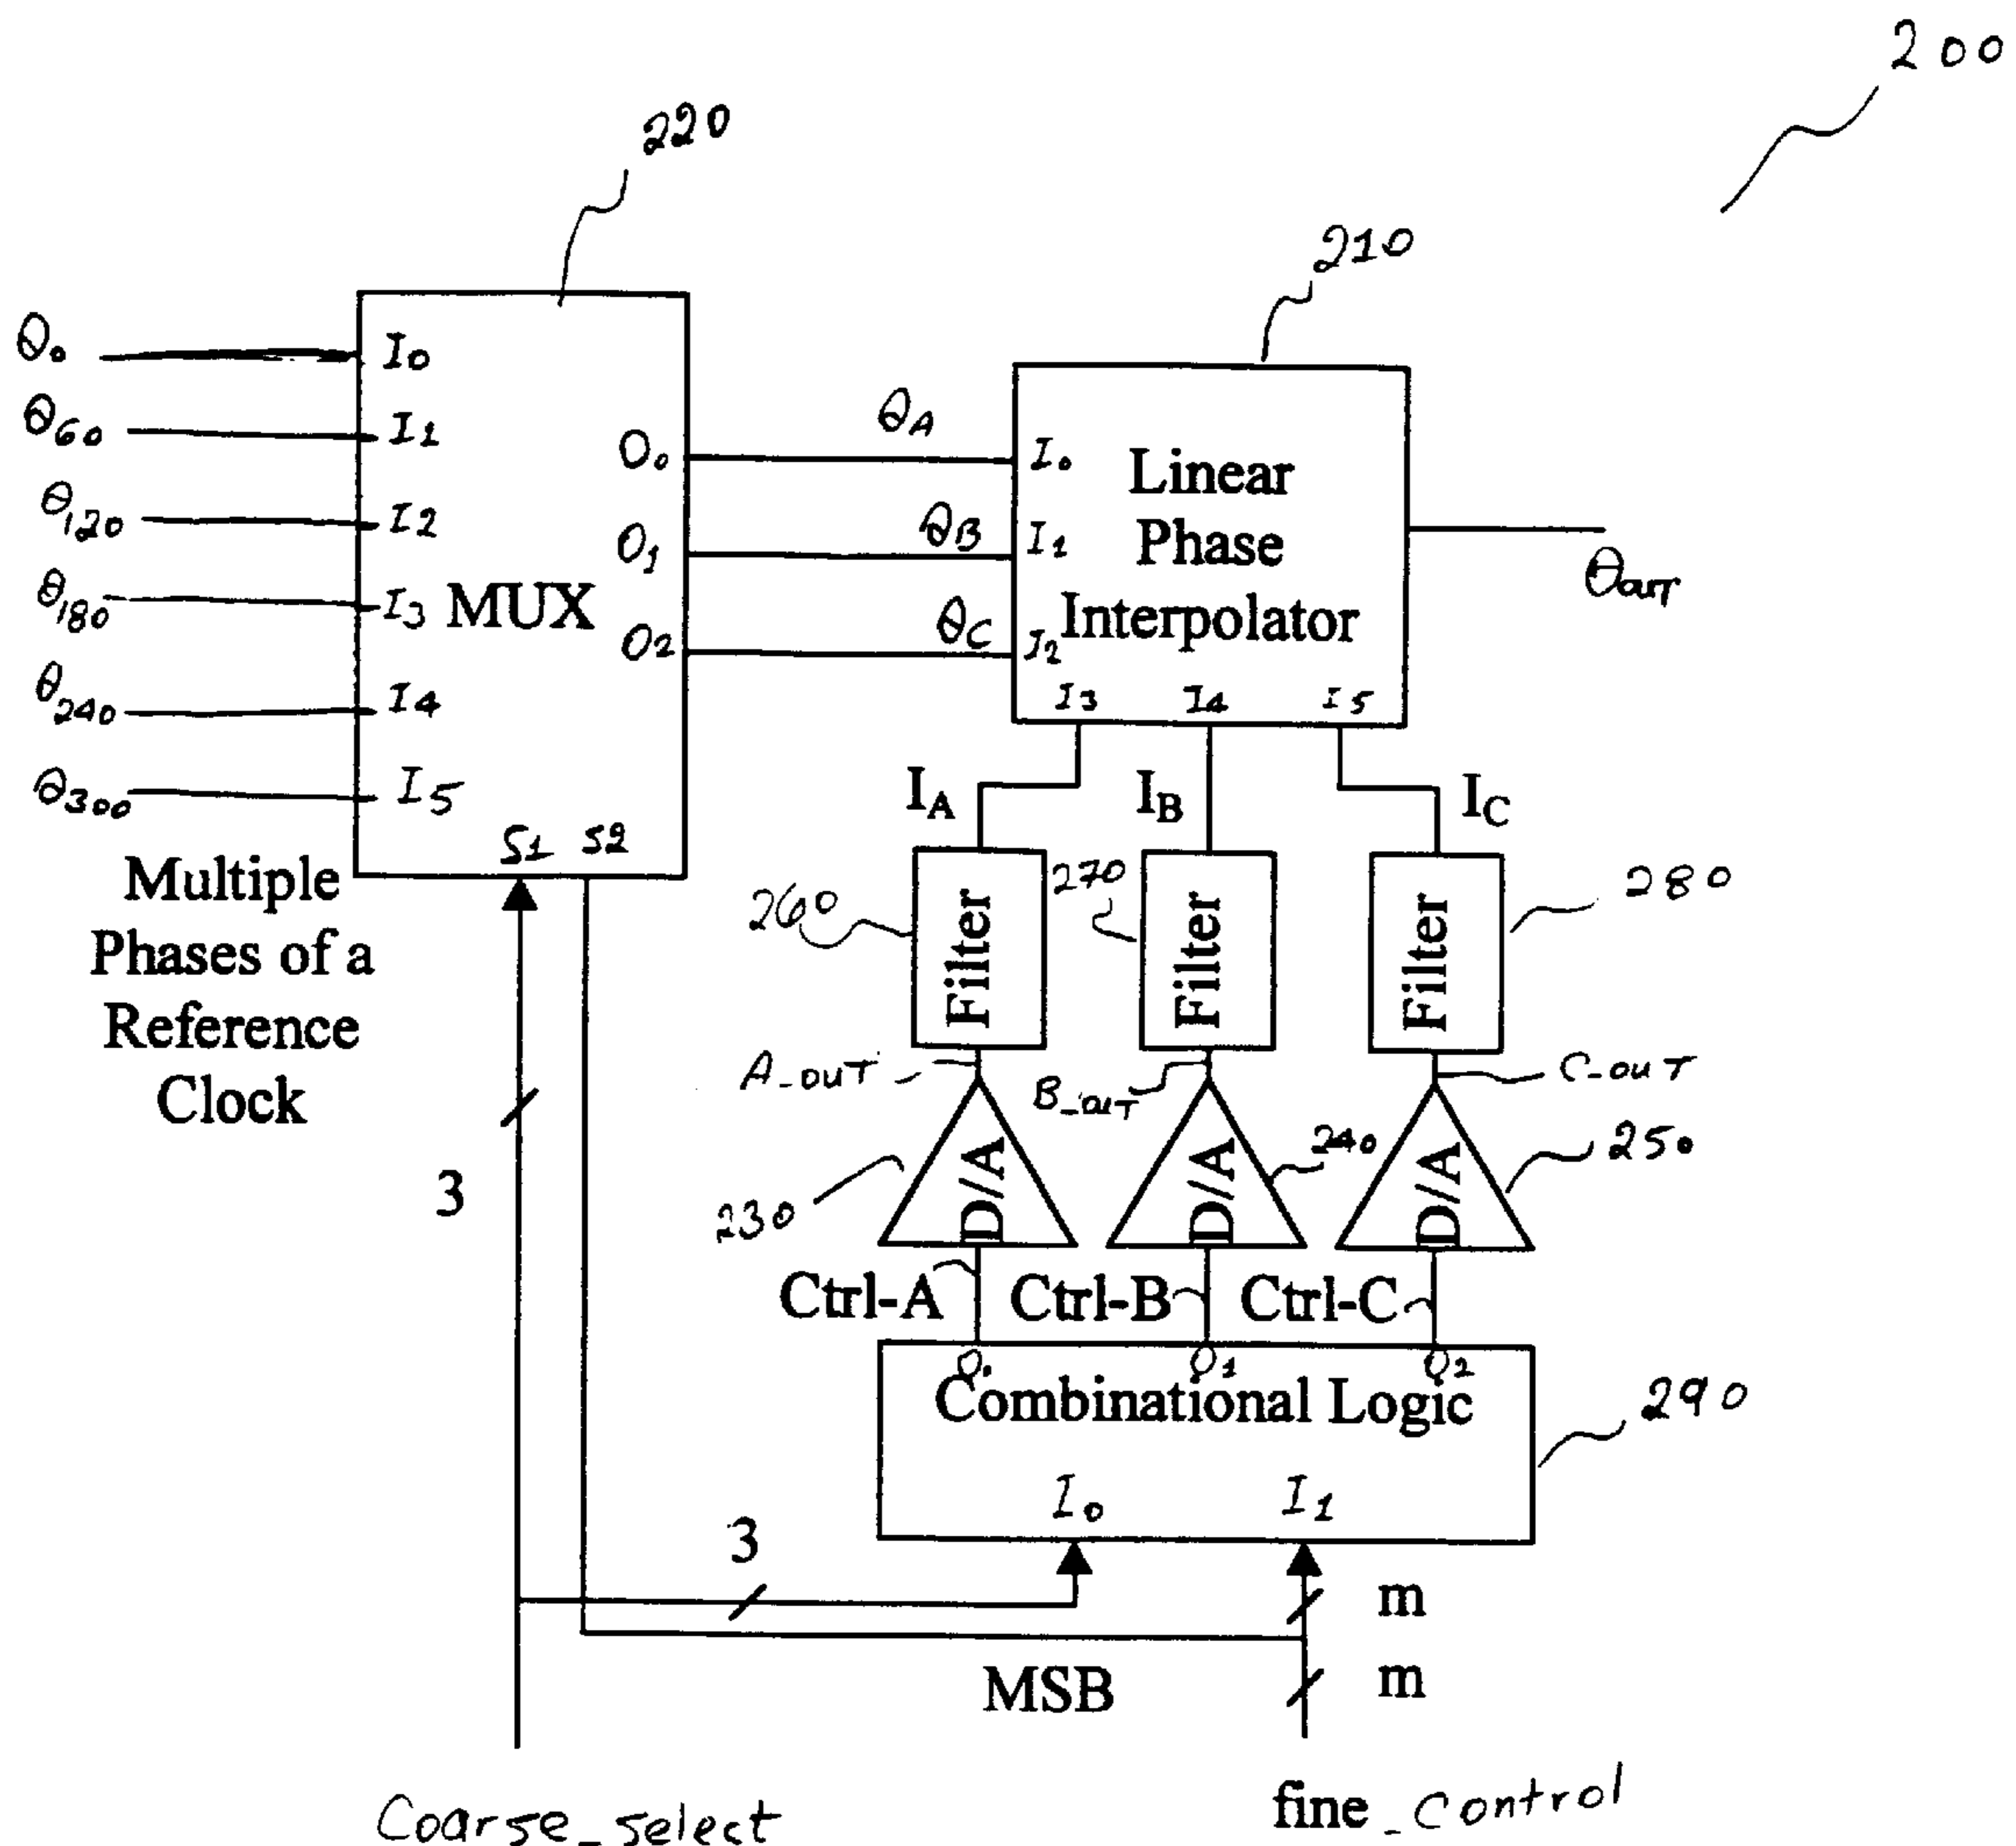 200
220
210
θ0
I0
θ60
I1
θ120
I2
θ180
I3
θ240
I4
θ300
I5
MUX
O0
O1
O2
S1
S2
θA
θB
θC
I0
I1
I2
Linear
Phase
Interpolator
I3
I4
I5
θOUT
Multiple
Phases of a
Reference
Clock
IA
IB
IC
260
Filter
270
Filter
280
Filter
A_OUT
B_OUT
C_OUT
230
D/A
240
D/A
250
D/A
3
Ctrl-A
Ctrl-B
Ctrl-C
O0
O1
O2
Combinational Logic
290
I0
I1
3
m
MSB
m
Coarse_select
fine_control